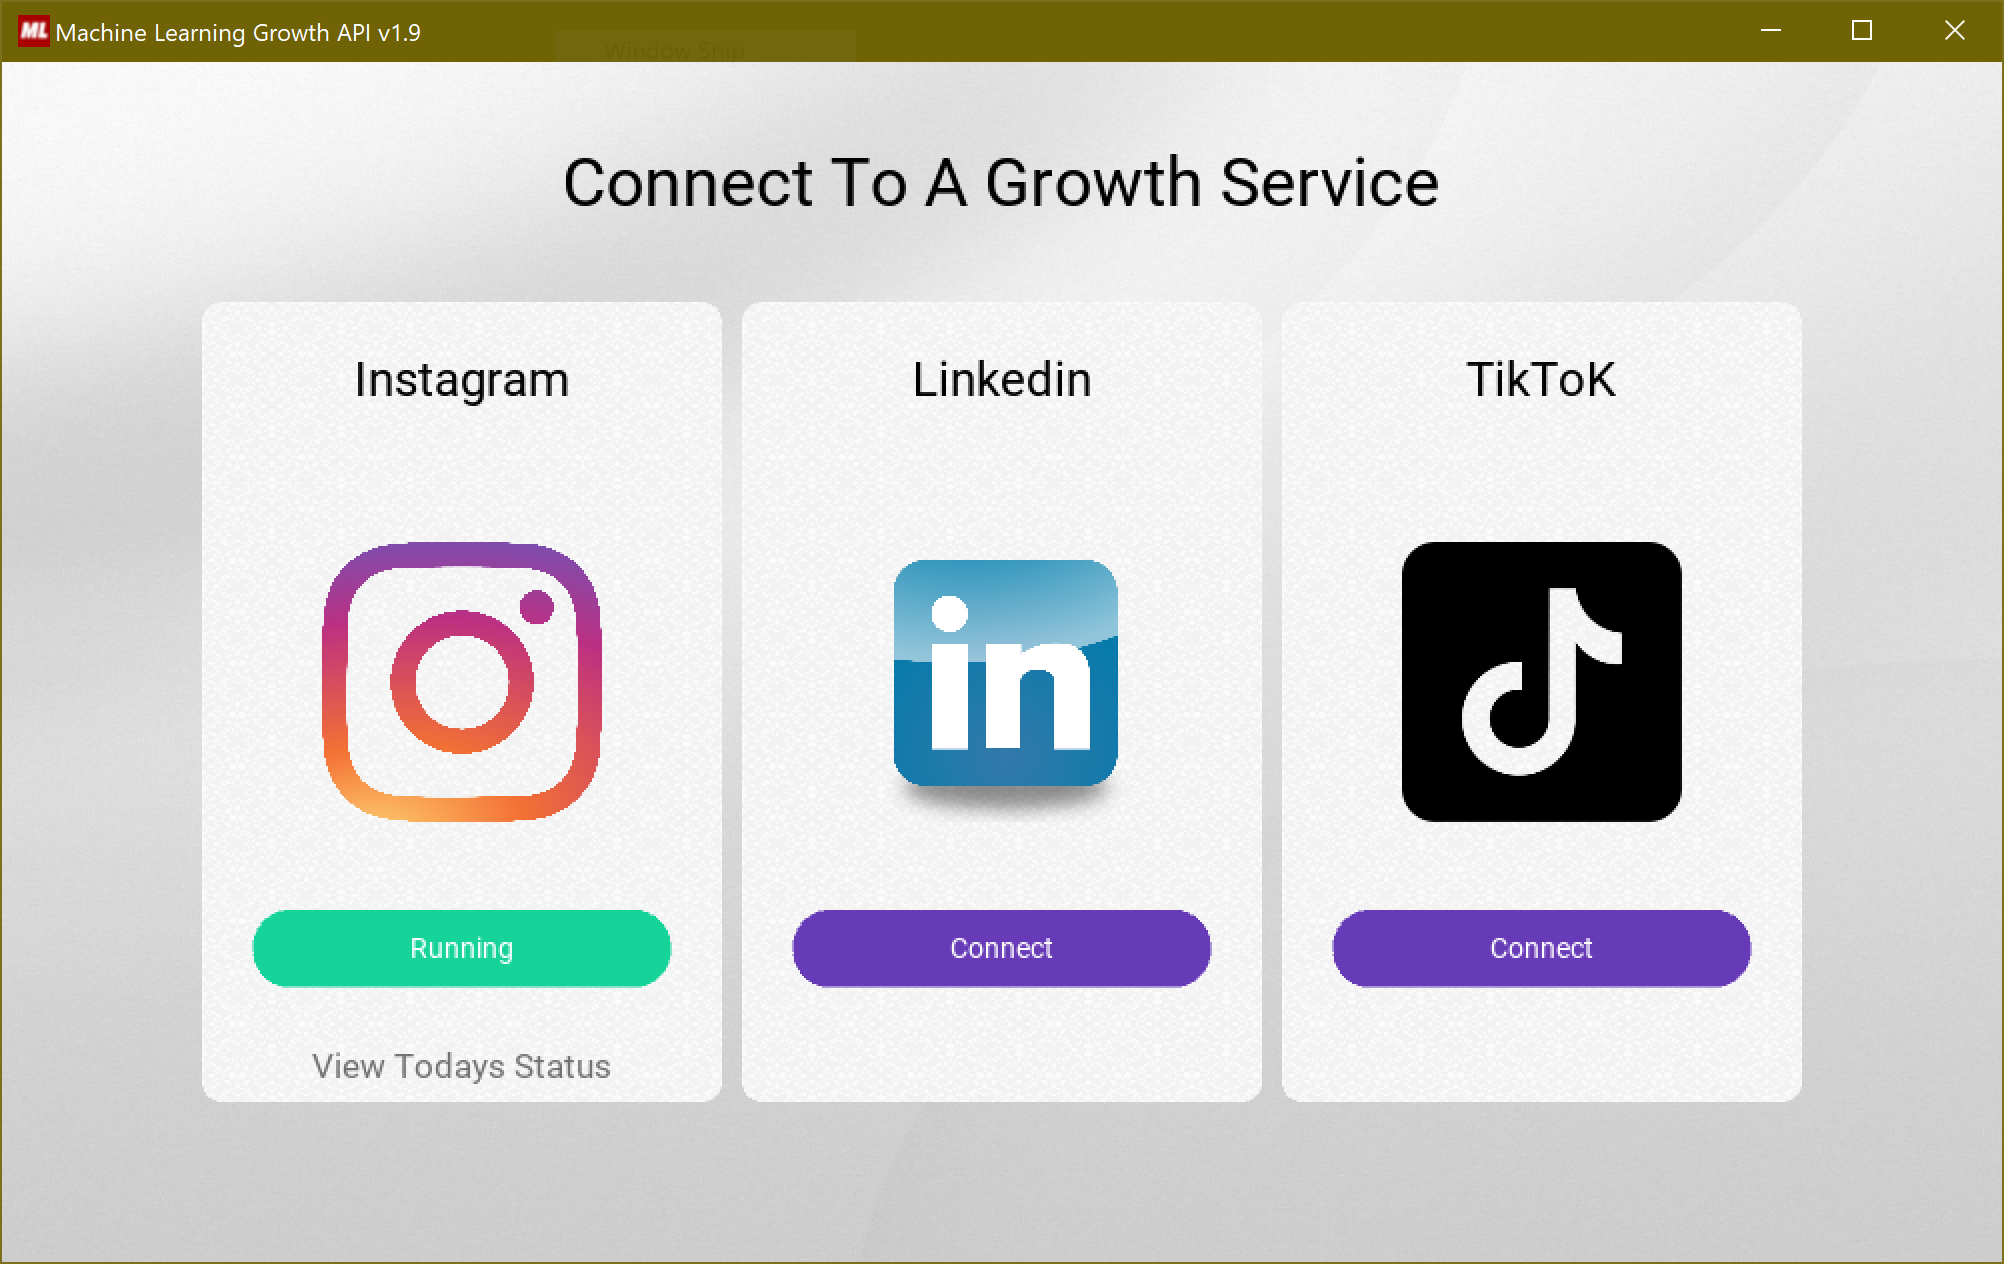 ML Machine Learning Growth API v1.9
Window Snip
Connect To A Growth Service
Instagram
Linkedin
TikToK
in
Running
Connect
Connect
View Todays Status